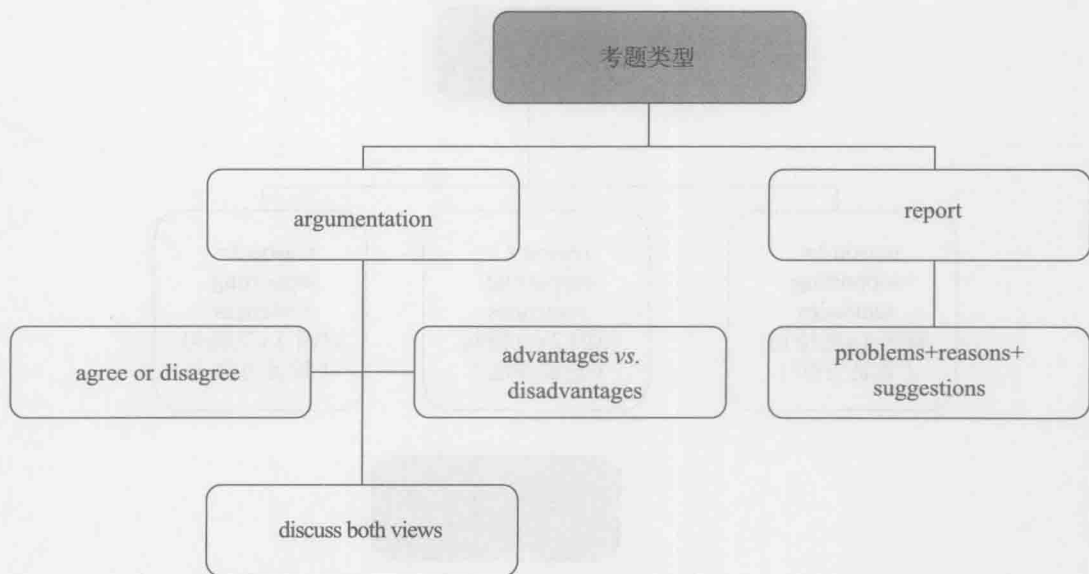 考题类型
argumentation
report
agree or disagree
advantages vs.
disadvantages
problems+reasons+
suggestions
discuss both views